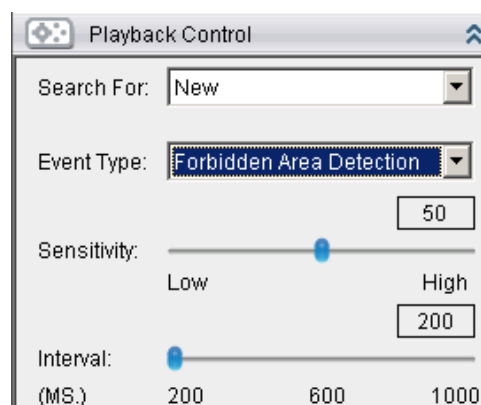 Playback Control
Search For: New
Event Type: Forbidden Area Detection
50
Sensitivity:
Low High
200
Interval:
(MS.) 200 600 1000